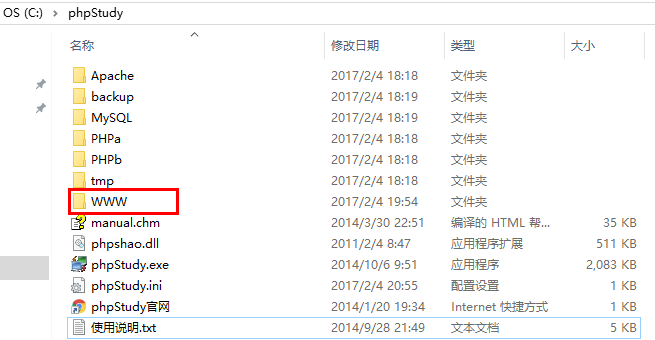 OS (C:) › phpStudy
名称 修改日期 类型 大小
Apache 2017/2/4 18:18 文件夹
backup 2017/2/4 18:19 文件夹
MySQL 2017/2/4 18:19 文件夹
PHPa 2017/2/4 18:18 文件夹
PHPb 2017/2/4 18:18 文件夹
tmp 2017/2/4 18:18 文件夹
WWW 2017/2/4 19:54 文件夹
manual.chm 2014/3/30 22:51 编译的 HTML 帮... 35 KB
phpshao.dll 2011/2/4 8:47 应用程序扩展 511 KB
phpStudy.exe 2014/10/6 9:51 应用程序 2,083 KB
phpStudy.ini 2017/2/4 20:55 配置设置 1 KB
phpStudy官网 2014/1/20 19:34 Internet 快捷方式 1 KB
使用说明.txt 2014/9/28 21:49 文本文档 5 KB